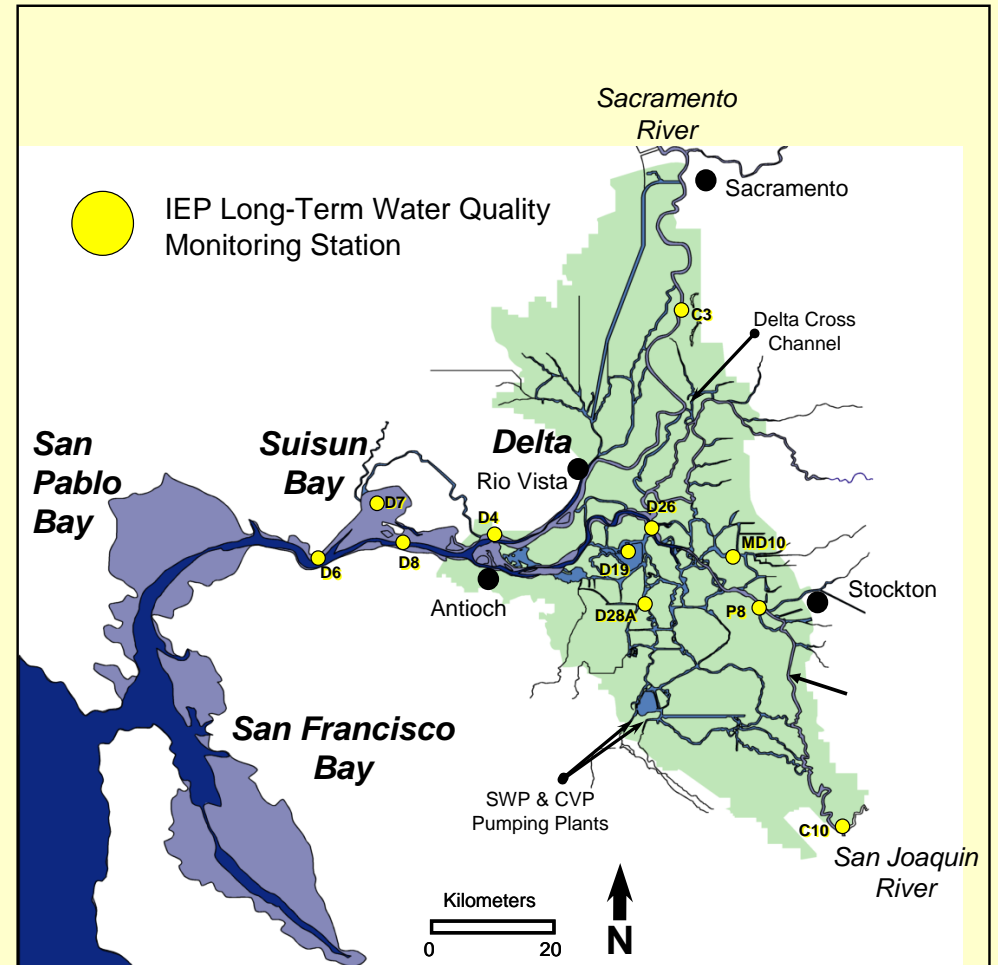 Sacramento
River
Sacramento
IEP Long-Term Water Quality
Monitoring Station
C3
Delta Cross
Channel
San
Pablo
Bay
Suisun
Bay
Delta
Rio Vista
D7
D4
D26
D8
D6
D19
MD10
Antioch
D28A
P8
Stockton
San Francisco
Bay
SWP & CVP
Pumping Plants
C10
San Joaquin
River
Kilometers
0 20
N